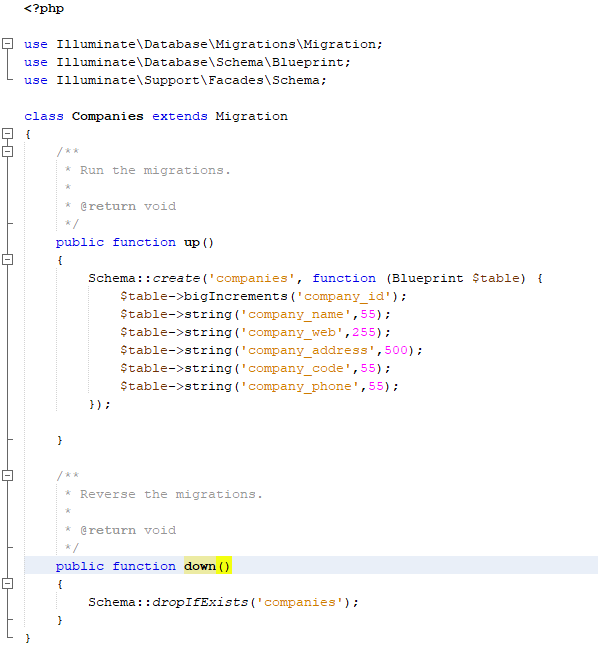 <?php
use Illuminate\Database\Migrations\Migration;
use Illuminate\Database\Schema\Blueprint;
use Illuminate\Support\Facades\Schema;
class Companies extends Migration
{
    /**
     * Run the migrations.
     *
     * @return void
     */
    public function up()
    {
        Schema::create('companies', function (Blueprint $table) {
            $table->bigIncrements('company_id');
            $table->string('company_name',55);
            $table->string('company_web',255);
            $table->string('company_address',500);
            $table->string('company_code',55);
            $table->string('company_phone',55);
        });
    }
    /**
     * Reverse the migrations.
     *
     * @return void
     */
    public function down()
    {
        Schema::dropIfExists('companies');
    }
}